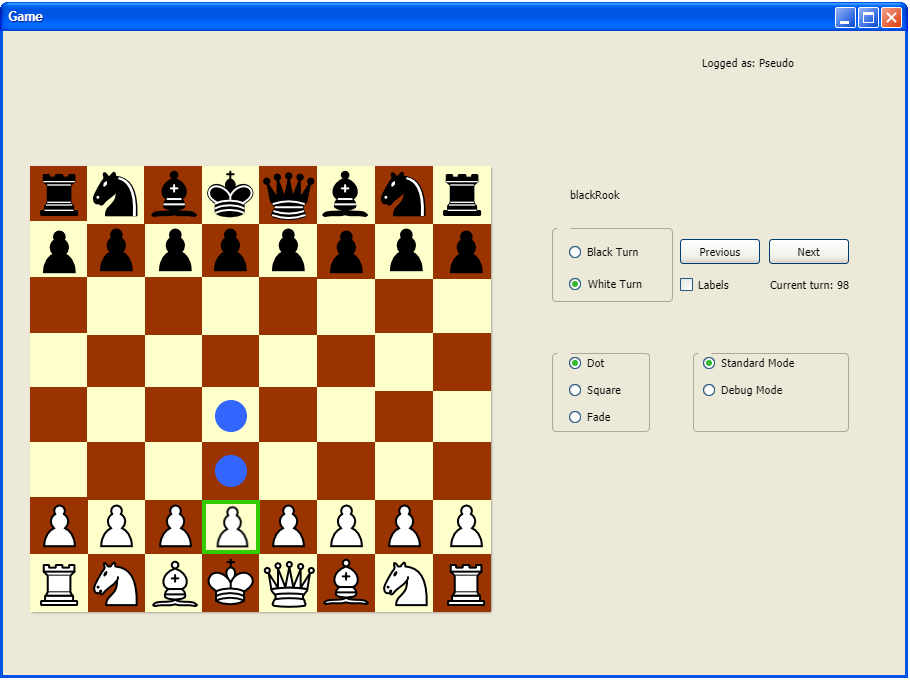 Game
Logged as: Pseudo
blackRook
Black Turn
Previous
Next
White Turn
Labels
Current turn: 98
Dot
Standard Mode
Square
Debug Mode
Fade